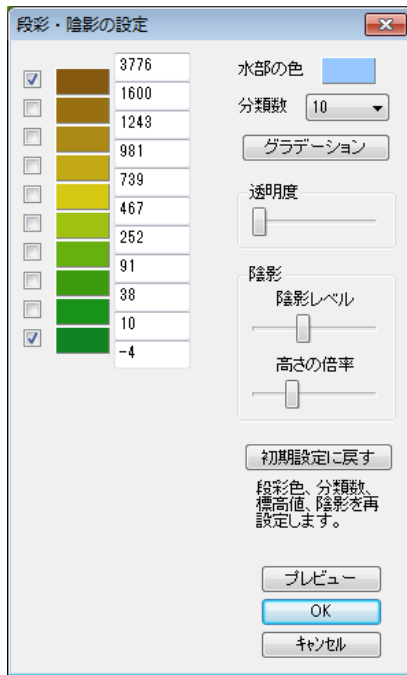 段彩・陰影の設定
3776
1600
1243
981
739
467
252
91
38
10
-4
水部の色
分類数 10
グラデーション
透明度
陰影
陰影レベル
高さの倍率
初期設定に戻す
段彩色、分類数、
標高値、陰影を再
設定します。
プレビュー
OK
キャンセル